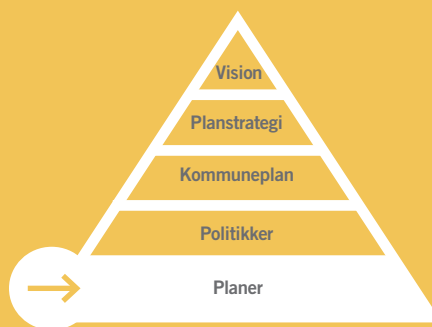 Vision
Planstrategi
Kommuneplan
Politikker
Planer